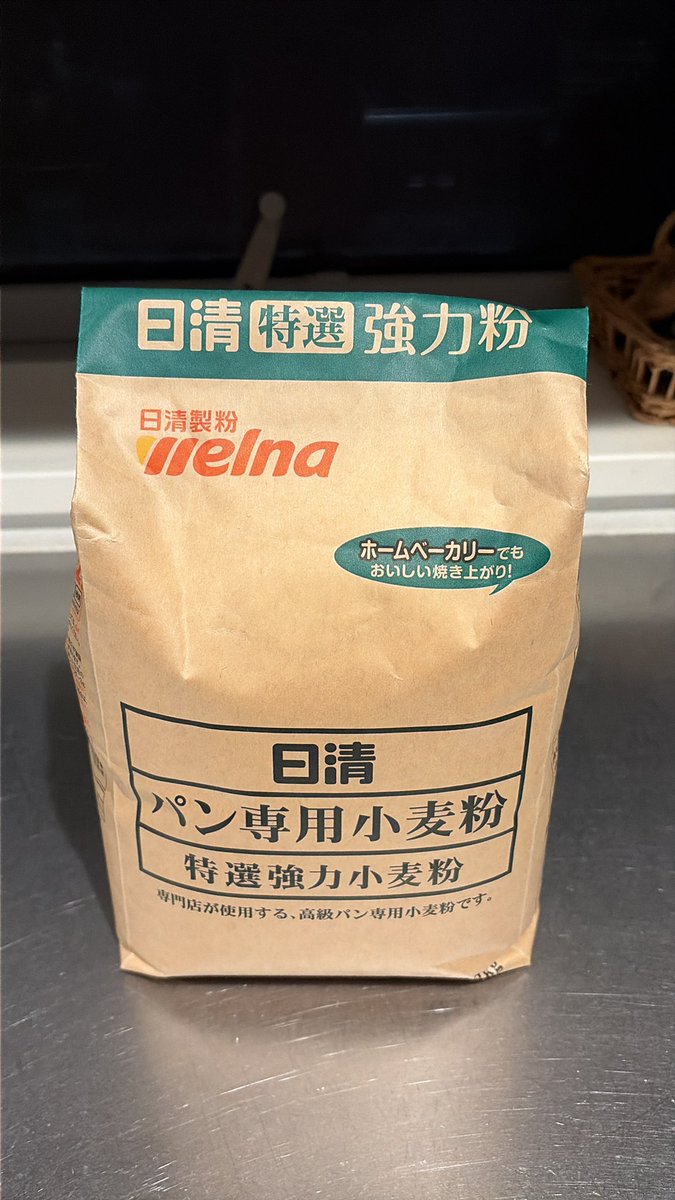 日清 特選 強力粉
日清製粉
welna
ホームベーカリーでも
おいしい焼き上がり!
日清
パン専用小麦粉
特選強力小麦粉
専門店が使用する、高級パン専用小麦粉です。